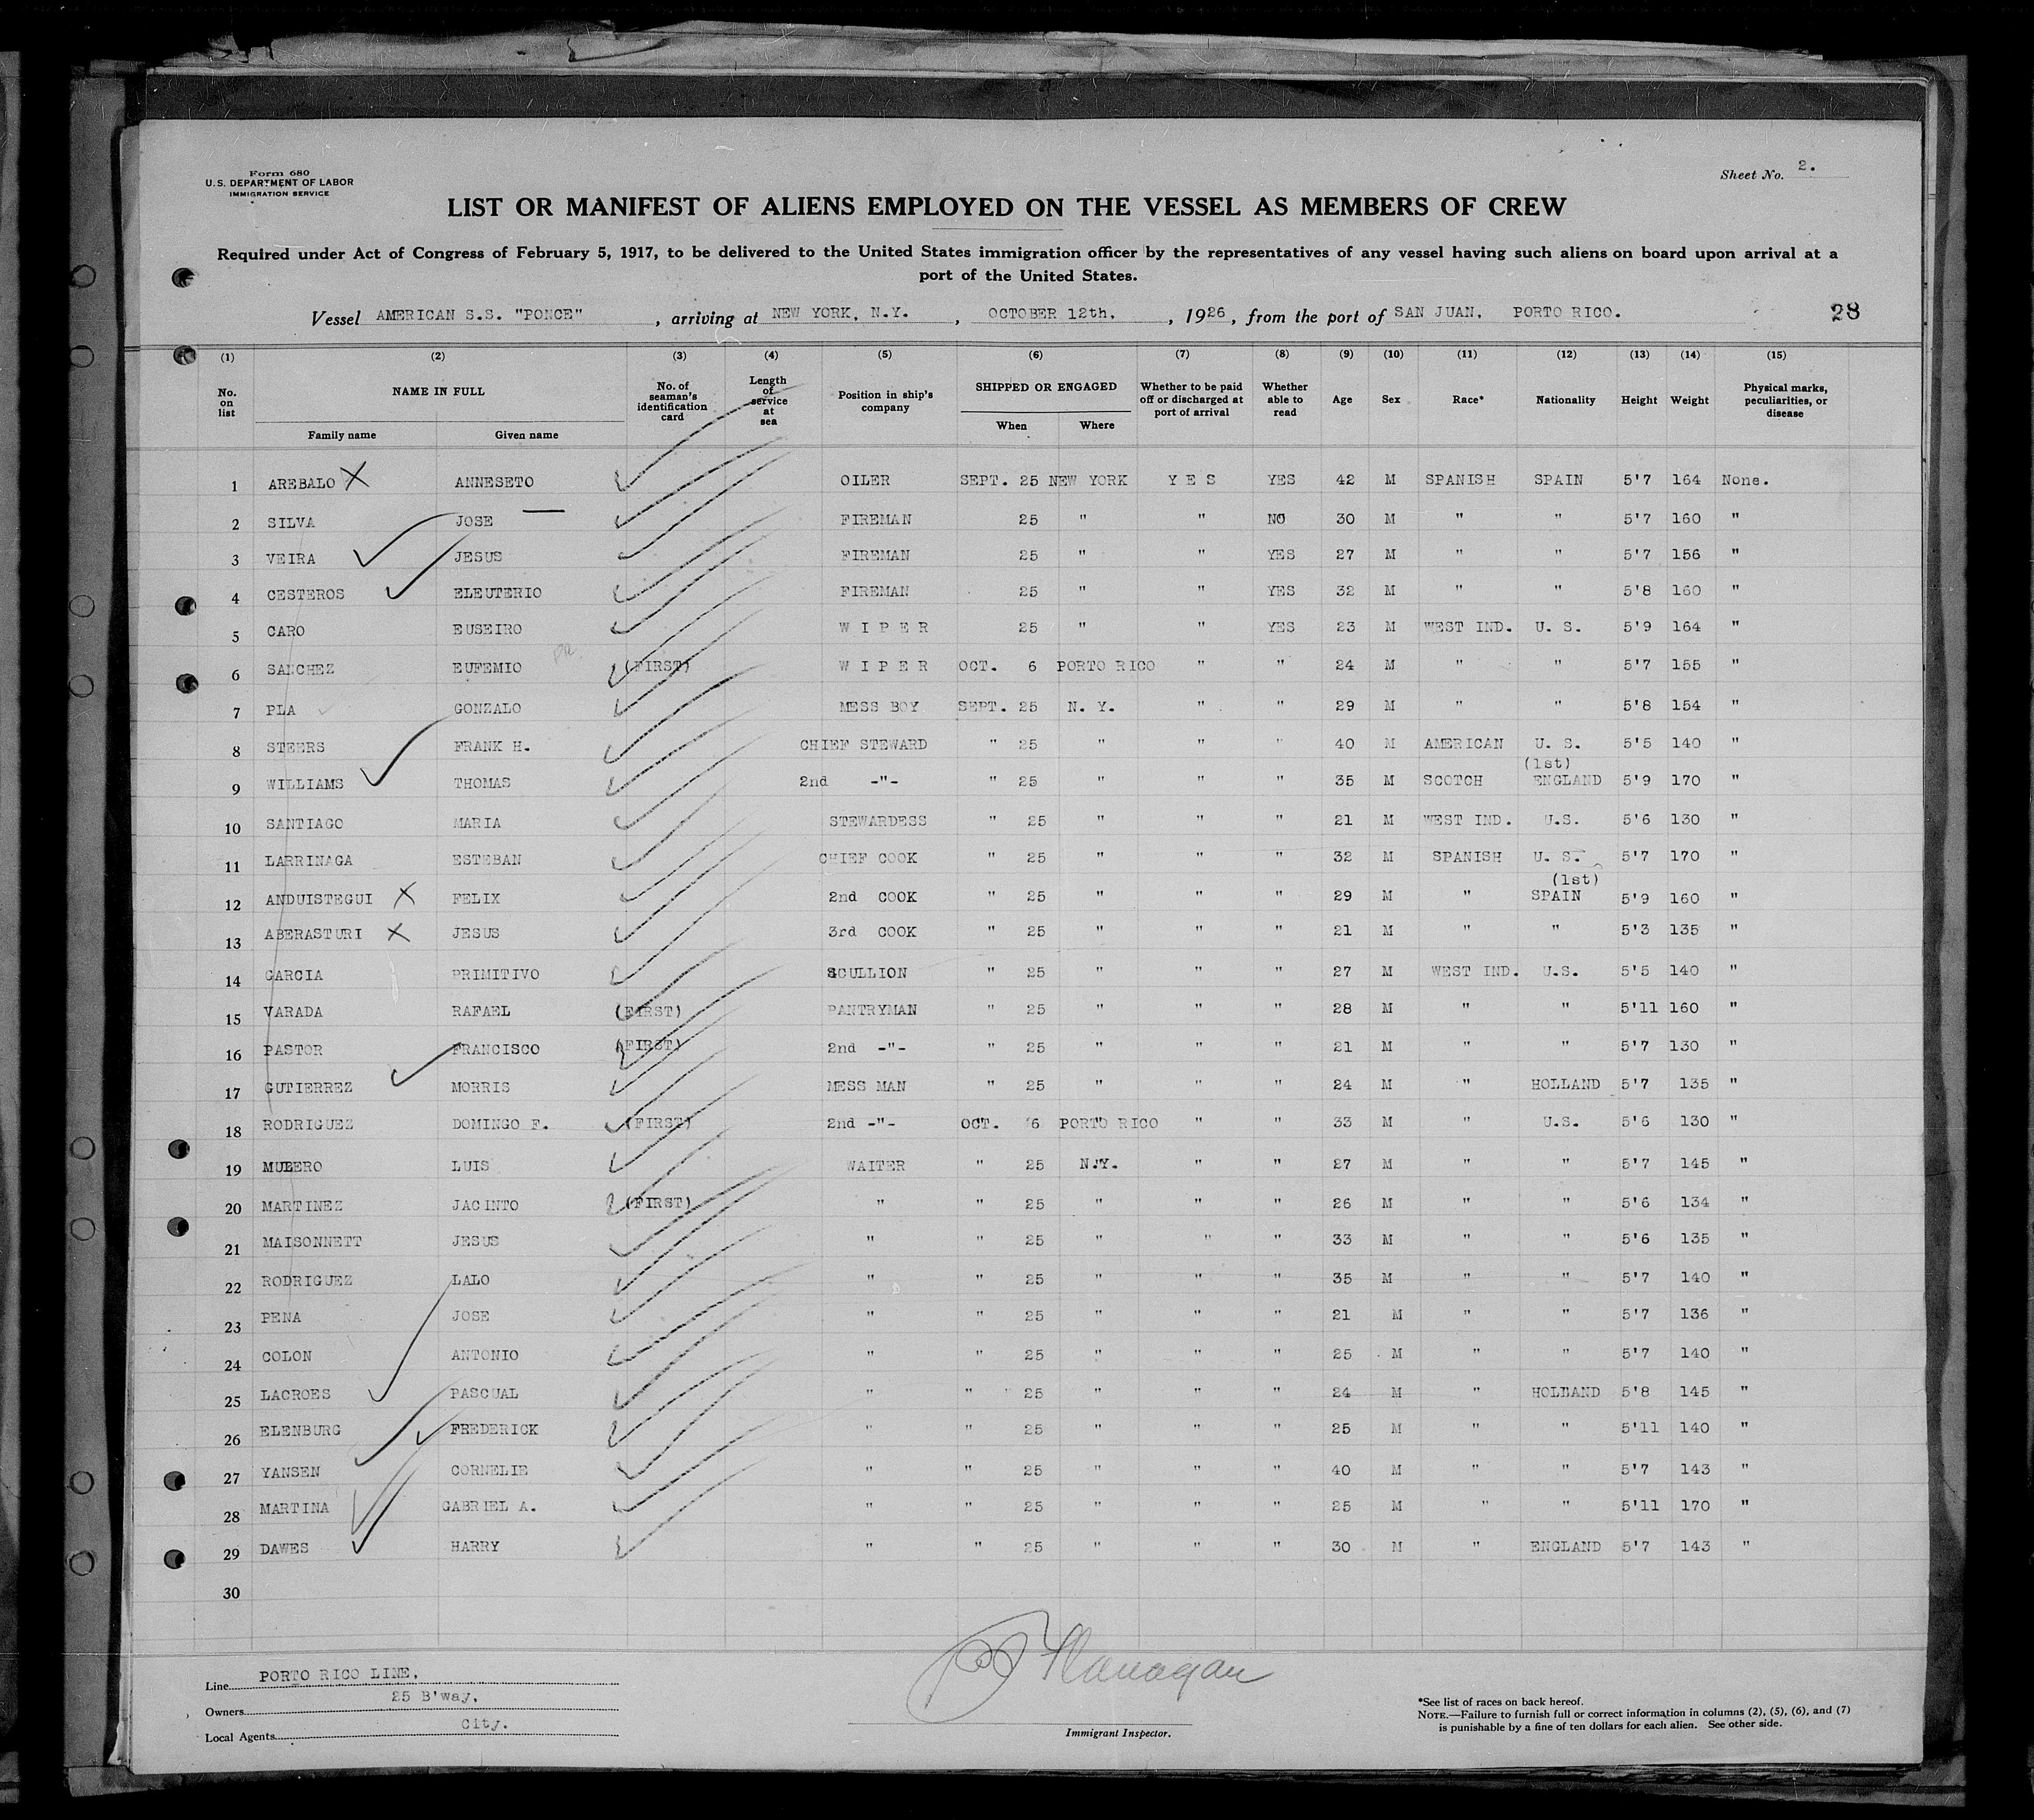 Form 680
U.S. DEPARTMENT OF LABOR
IMMIGRATION SERVICE
Sheet No. 2.
LIST OR MANIFEST OF ALIENS EMPLOYED ON THE VESSEL AS MEMBERS OF CREW
Required under Act of Congress of February 5, 1917, to be delivered to the United States immigration officer by the representatives of any vessel having such aliens on board upon arrival at a
port of the United States.
Vessel AMERICAN S.S. "PONCE" , arriving at NEW YORK, N.Y. , OCTOBER 12th. , 1926, from the port of SAN JUAN, PORTO RICO. 28
(1) (2) (3) (4) (5) (6) (7) (8) (9) (10) (11) (12) (13) (14) (15)
No. on list NAME IN FULL Family name Given name No. of seaman's identification card Length of service at sea Position in ship's company SHIPPED OR ENGAGED When Where Whether to be paid off or discharged at port of arrival Whether able to read Age Sex Race* Nationality Height Weight Physical marks, peculiarities, or disease
1 AREBALO X ANNESETO OILER SEPT. 25 NEW YORK Y E S YES 42 M SPANISH SPAIN 5'7 164 None.
2 SILVA JOSE FIREMAN 25 " " NO 30 M " " 5'7 160 "
3 VEIRA JESUS FIREMAN 25 " " YES 27 M " " 5'7 156 "
4 CESTEROS ELEUTERIO FIREMAN 25 " " YES 32 M " " 5'8 160 "
5 CARO EUSEIRO W I P E R 25 " " YES 23 M WEST IND. U. S. 5'9 164 "
6 SANCHEZ EUFEMIO PR. (FIRST) W I P E R OCT. 6 PORTO RICO " " 24 M " " 5'7 155 "
7 PLA GONZALO MESS BOY SEPT. 25 N. Y. " " 29 M " " 5'8 154 "
8 STEERS FRANK H. CHIEF STEWARD " 25 " " " 40 M AMERICAN U. S. 5'5 140 "
9 WILLIAMS THOMAS 2nd -"- " 25 " " " 35 M SCOTCH (1st) ENGLAND 5'9 170 "
10 SANTIAGO MARIA STEWARDESS " 25 " " " 21 M WEST IND. U.S. 5'6 130 "
11 LARRINAGA ESTEBAN CHIEF COOK " 25 " " " 32 M SPANISH U. S. 5'7 170 "
12 ANDUISTEGUI X FELIX 2nd COOK " 25 " " " 29 M " (1st) SPAIN 5'9 160 "
13 ABERASTURI X JESUS 3rd COOK " 25 " " " 21 M " " 5'3 135 "
14 GARCIA PRIMITIVO SCULLION " 25 " " " 27 M WEST IND. U.S. 5'5 140 "
15 VARADA RAFAEL (FIRST) PANTRYMAN " 25 " " " 28 M " " 5'11 160 "
16 PASTOR FRANCISCO (FIRST) 2nd -"- " 25 " " " 21 M " " 5'7 130 "
17 GUTIERREZ MORRIS MESS MAN " 25 " " " 24 M " HOLLAND 5'7 135 "
18 RODRIGUEZ DOMINGO F. (FIRST) 2nd -"- OCT. 6 PORTO RICO " " 33 M " U.S. 5'6 130 "
19 MULERO LUIS WAITER " 25 N.Y. " " 27 M " " 5'7 145 "
20 MARTINEZ JACINTO (FIRST) " " 25 " " " 26 M " " 5'6 134 "
21 MAISONNETT JESUS " " 25 " " " 33 M " " 5'6 135 "
22 RODRIGUEZ LALO " " 25 " " " 35 M " " 5'7 140 "
23 PENA JOSE " " 25 " " " 21 M " " 5'7 136 "
24 COLON ANTONIO " " 25 " " " 25 M " " 5'7 140 "
25 LACROES PASCUAL " " 25 " " " 24 M " HOLLAND 5'8 145 "
26 ELENBURG FREDERICK " " 25 " " " 25 M " " 5'11 140 "
27 YANSEN CORNELIE " " 25 " " " 40 M " " 5'7 143 "
28 MARTINA GABRIEL A. " " 25 " " " 25 M " " 5'11 170 "
29 DAWES HARRY " " 25 " " " 30 M " ENGLAND 5'7 143 "
30
Line PORTO RICO LINE,
Owners 25 B'way,
Local Agents City.
Flanagan
Immigrant Inspector.
*See list of races on back hereof.
NOTE.—Failure to furnish full or correct information in columns (2), (5), (6), and (7)
is punishable by a fine of ten dollars for each alien. See other side.